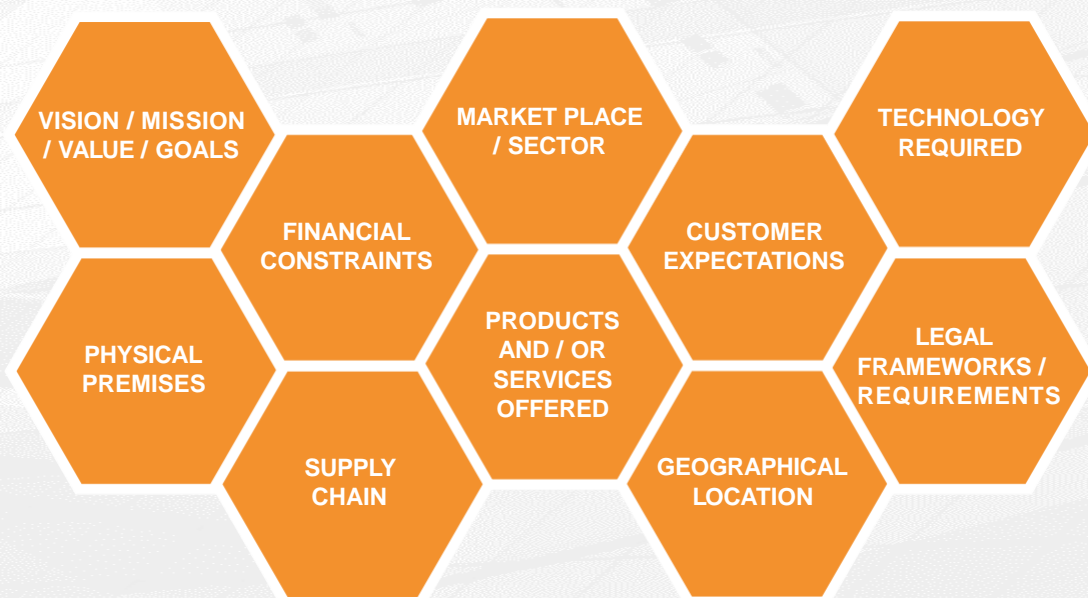 VISION / MISSION
/ VALUE / GOALS
FINANCIAL
CONSTRAINTS
MARKET PLACE
/ SECTOR
CUSTOMER
EXPECTATIONS
TECHNOLOGY
REQUIRED
PHYSICAL
PREMISES
SUPPLY
CHAIN
PRODUCTS
AND / OR
SERVICES
OFFERED
GEOGRAPHICAL
LOCATION
LEGAL
FRAMEWORKS /
REQUIREMENTS